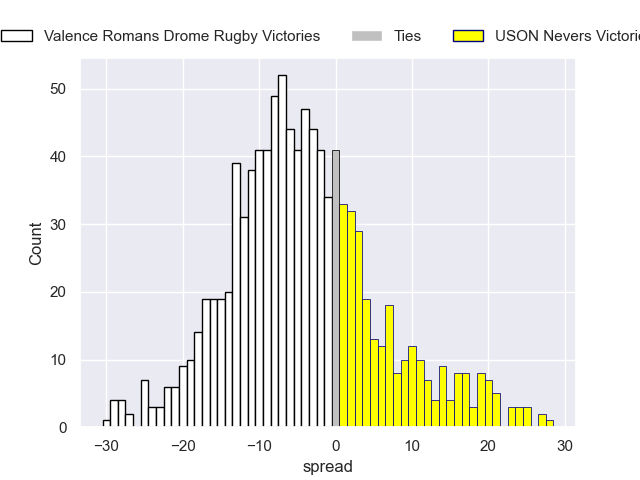 Valence Romans Drome Rugby Victories Ties USON Nevers Victorie
50
40
30
20
10
0
Count
−30 −20 −10 0 10 20 30
spread